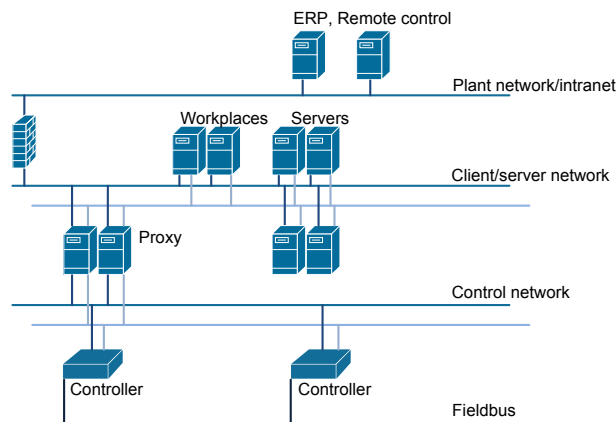 ERP, Remote control
Plant network/intranet
Workplaces
Servers
Client/server network
Proxy
Control network
Controller
Controller
Fieldbus